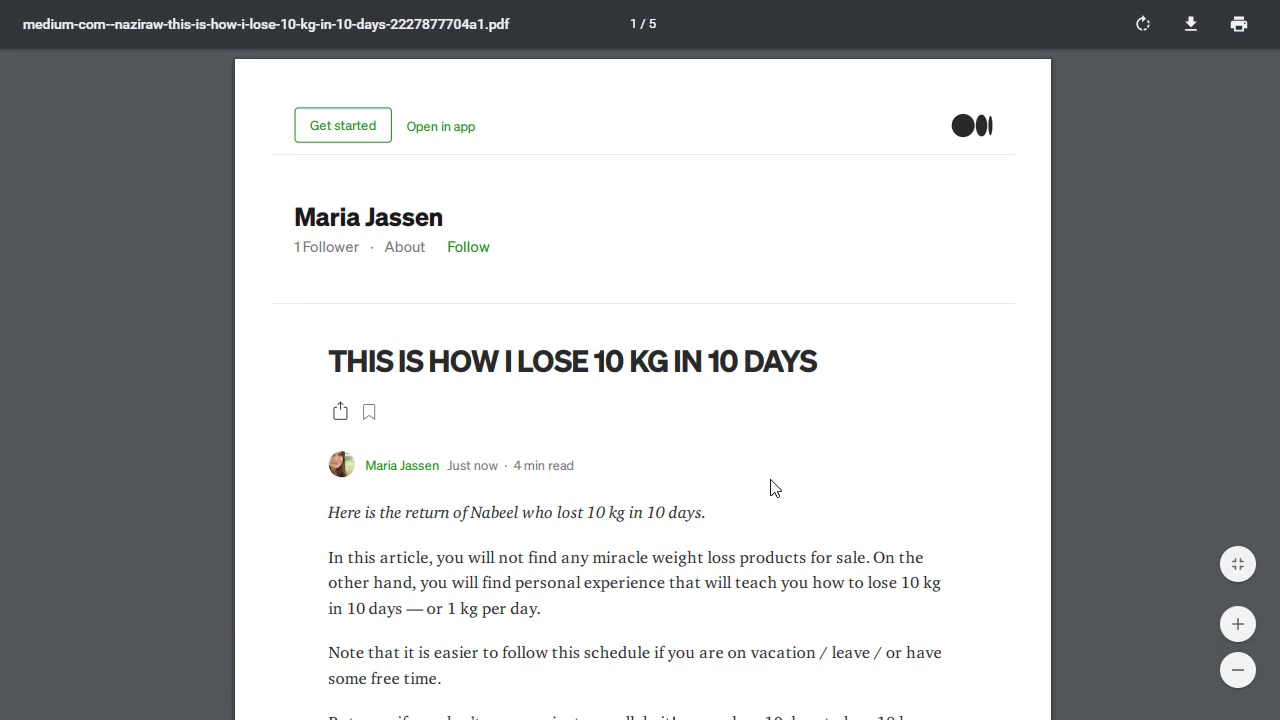 medium-com--naziraw-this-is-how-i-lose-10-kg-in-10-days-2227877704a1.pdf
1 / 5
Get started
Open in app
Maria Jassen
1 Follower · About Follow
THIS IS HOW I LOSE 10 KG IN 10 DAYS
Maria Jassen Just now · 4 min read
Here is the return of Nabeel who lost 10 kg in 10 days.
In this article, you will not find any miracle weight loss products for sale. On the
other hand, you will find personal experience that will teach you how to lose 10 kg
in 10 days — or 1 kg per day.
Note that it is easier to follow this schedule if you are on vacation / leave / or have
some free time.